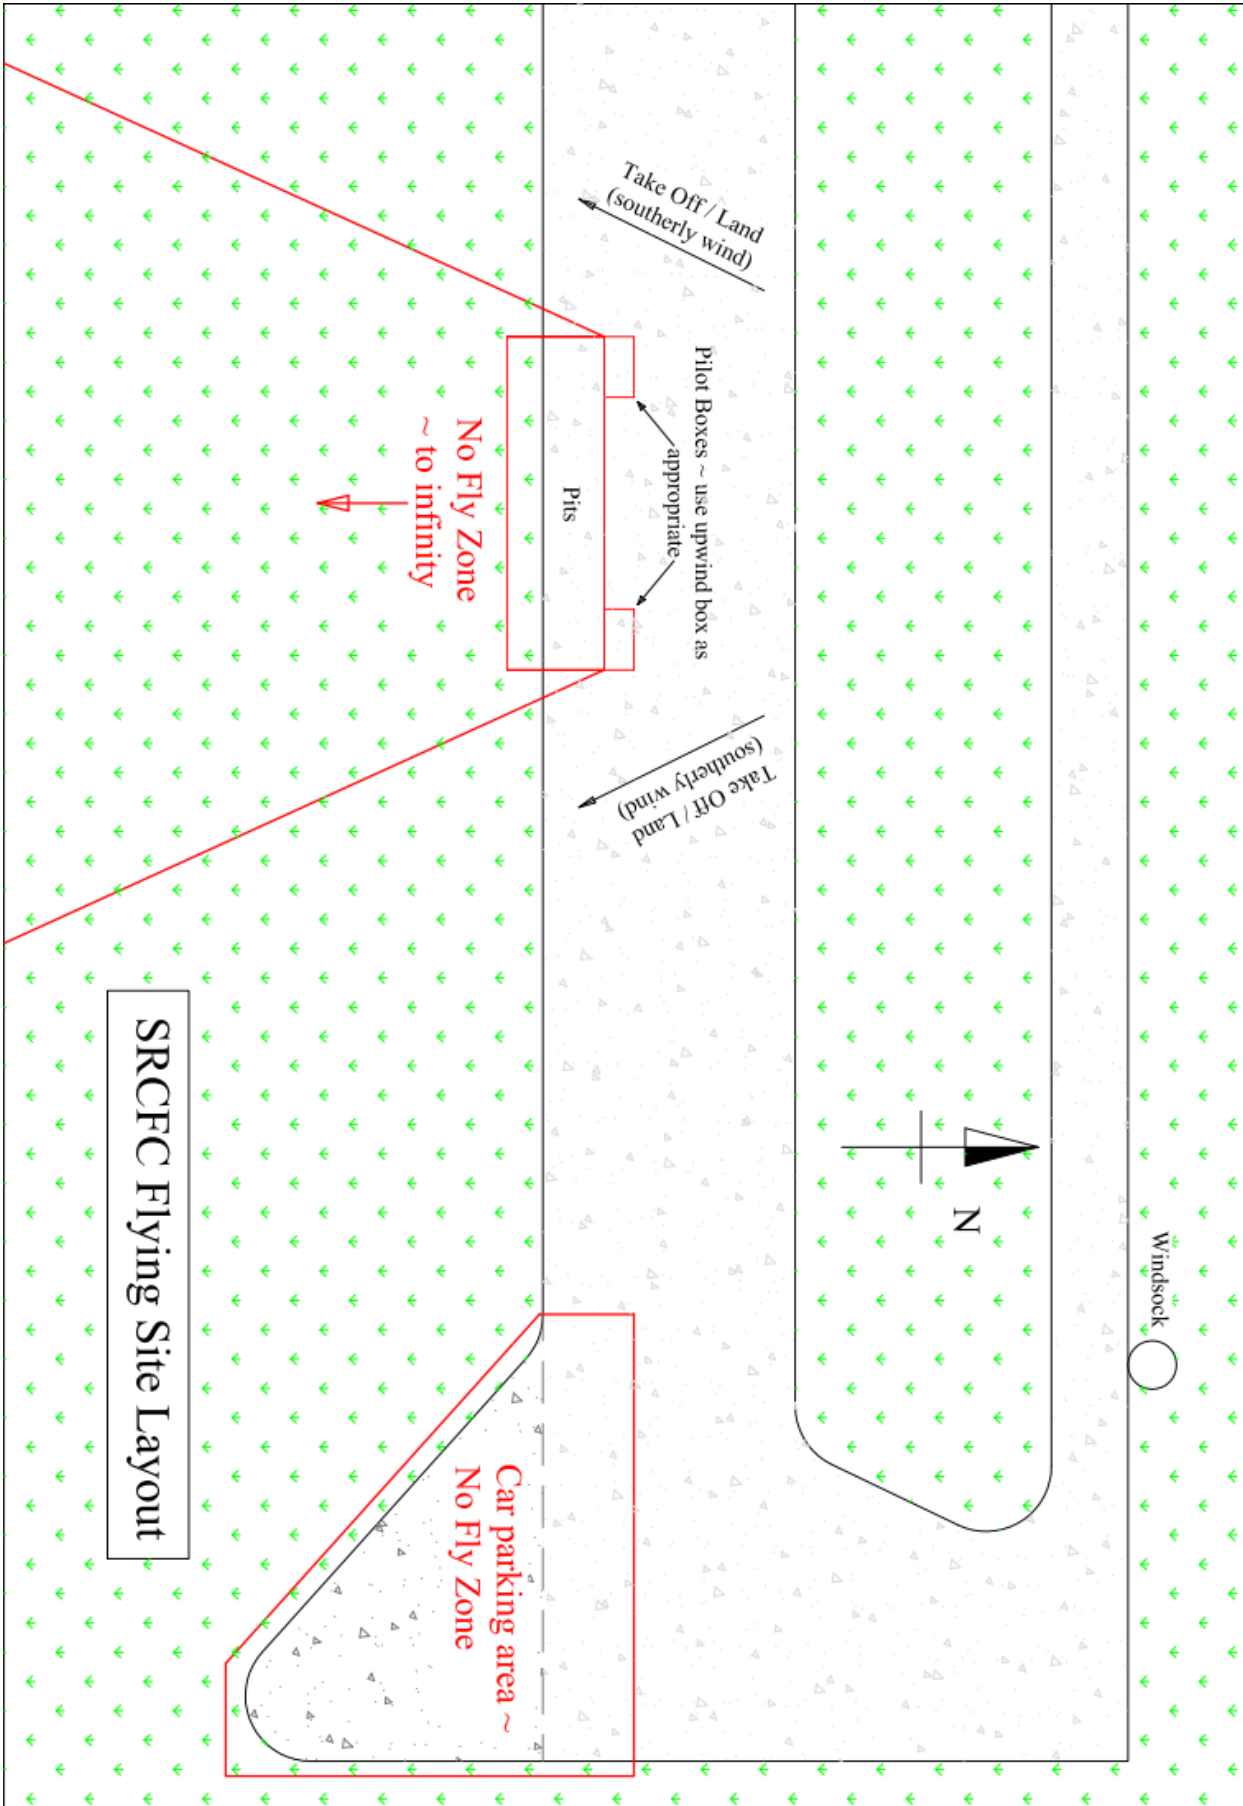 Windsock
N
Take Off / Land
(southerly wind)
Pilot Boxes ~ use upwind box as
appropriate
Take Off / Land
(southerly wind)
Pits
No Fly Zone
~ to infinity
Car parking area ~
No Fly Zone
SRCFC Flying Site Layout